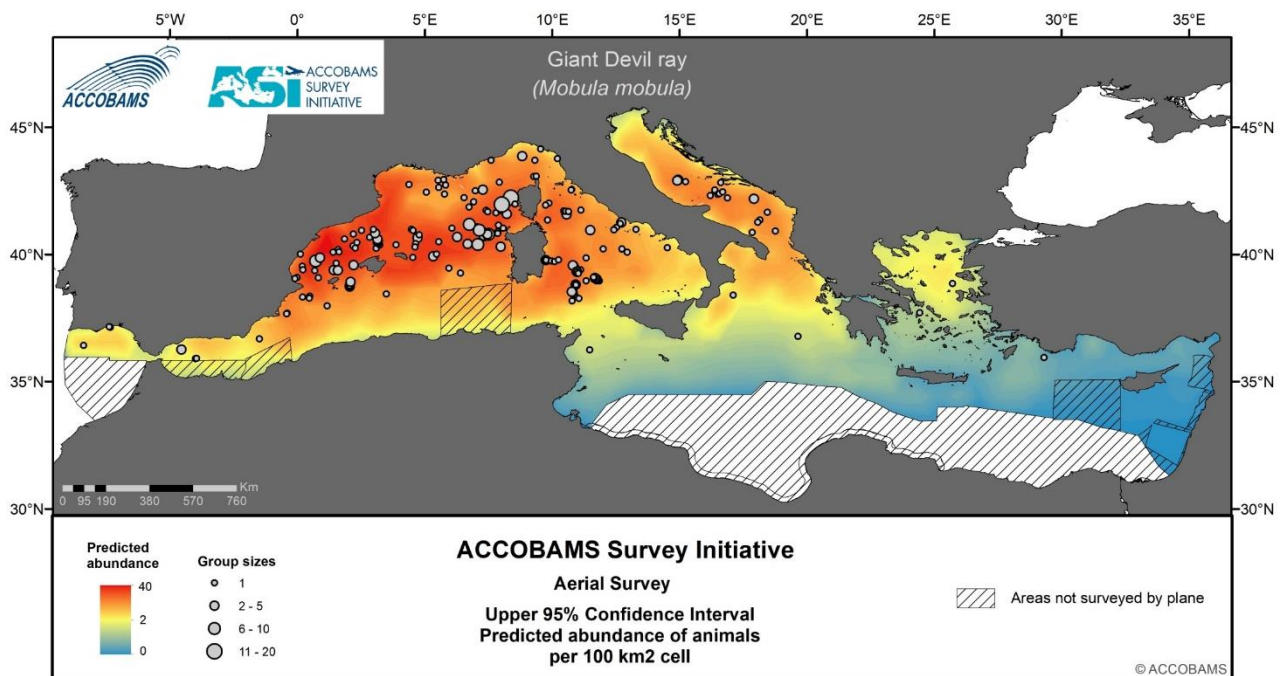 5°W 0° 5°E 10°E 15°E 20°E 25°E 30°E 35°E
ACCOBAMS
ASI ACCOBAMS
SURVEY
INITIATIVE
Giant Devil ray
(Mobula mobula)
45°N 45°N
40°N 40°N
35°N 35°N
30°N 30°N
Km
0 95 190 380 570 760
Predicted
abundance
40
2
0
Group sizes
1
2 - 5
6 - 10
11 - 20
ACCOBAMS Survey Initiative
Aerial Survey
Upper 95% Confidence Interval
Predicted abundance of animals
per 100 km2 cell
Areas not surveyed by plane
© ACCOBAMS